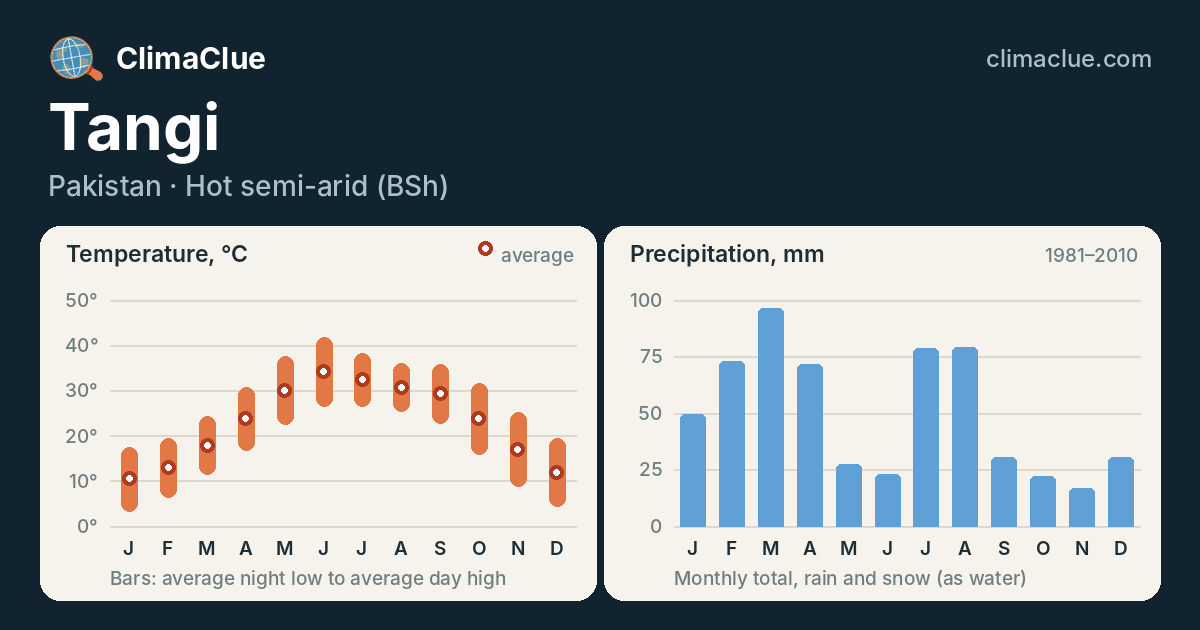 ClimaClue
climaclue.com
Tangi
Pakistan · Hot semi-arid (BSh)
Temperature, °C
average
50°
40°
30°
20°
10°
0°
J F M A M J J A S O N D
Bars: average night low to average day high
Precipitation, mm
1981–2010
100
75
50
25
0
J F M A M J J A S O N D
Monthly total, rain and snow (as water)